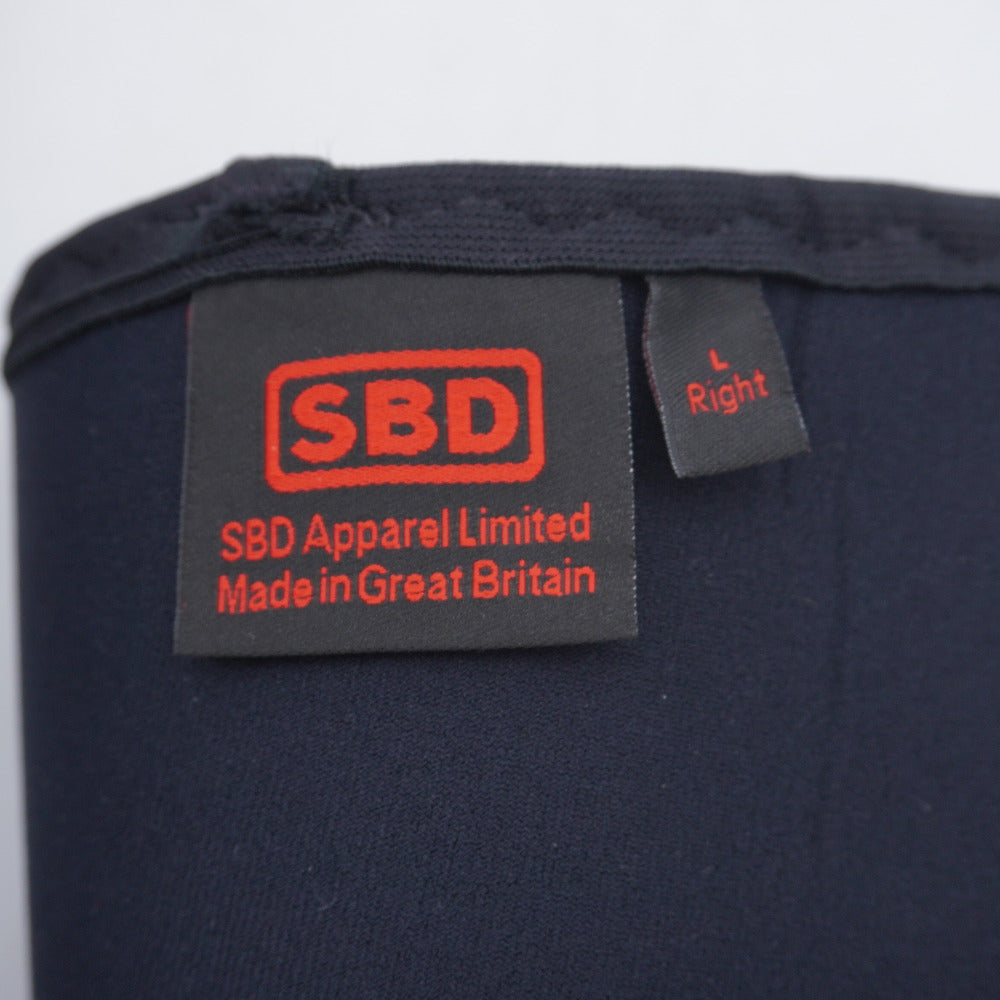 SBD
SBD Apparel Limited
Made in Great Britain
L
Right